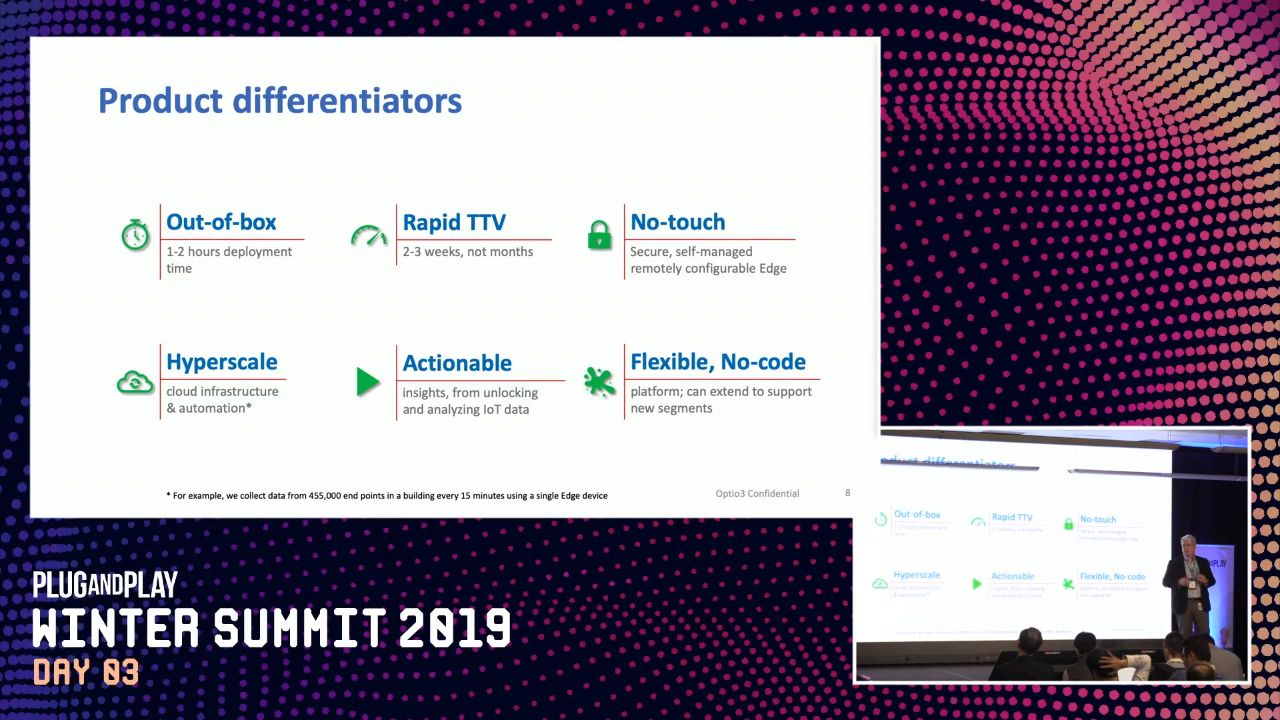 Product differentiators
Out-of-box
1-2 hours deployment
time
Rapid TTV
2-3 weeks, not months
No-touch
Secure, self-managed
remotely configurable Edge
Hyperscale
cloud infrastructure
& automation*
Actionable
insights, from unlocking
and analyzing IoT data
Flexible, No-code
platform; can extend to support
new segments
* For example, we collect data from 455,000 end points in a building every 15 minutes using a single Edge device
Optio3 Confidential
8
PLUGANDPLAY
WINTER SUMMIT 2019
DAY 03
Out-of-box
Rapid TTV
No-touch
Hyperscale
Actionable
Flexible, No-code